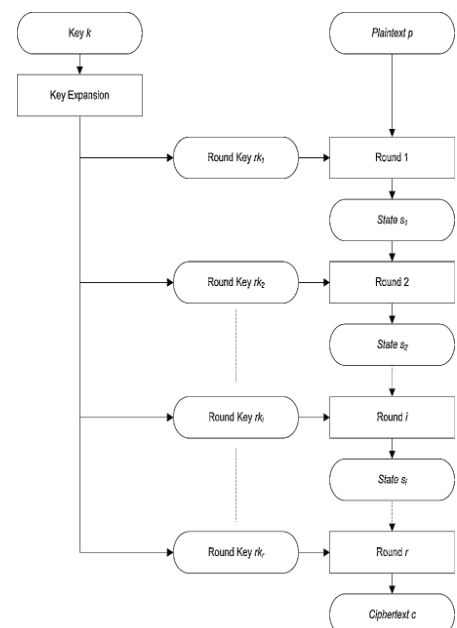 Key k
Plaintext p
Key Expansion
Round Key rk₁
Round 1
State s₁
Round Key rk₂
Round 2
State s₂
Round Key rkᵢ
Round i
State sᵢ
Round Key rkᵣ
Round r
Ciphertext c